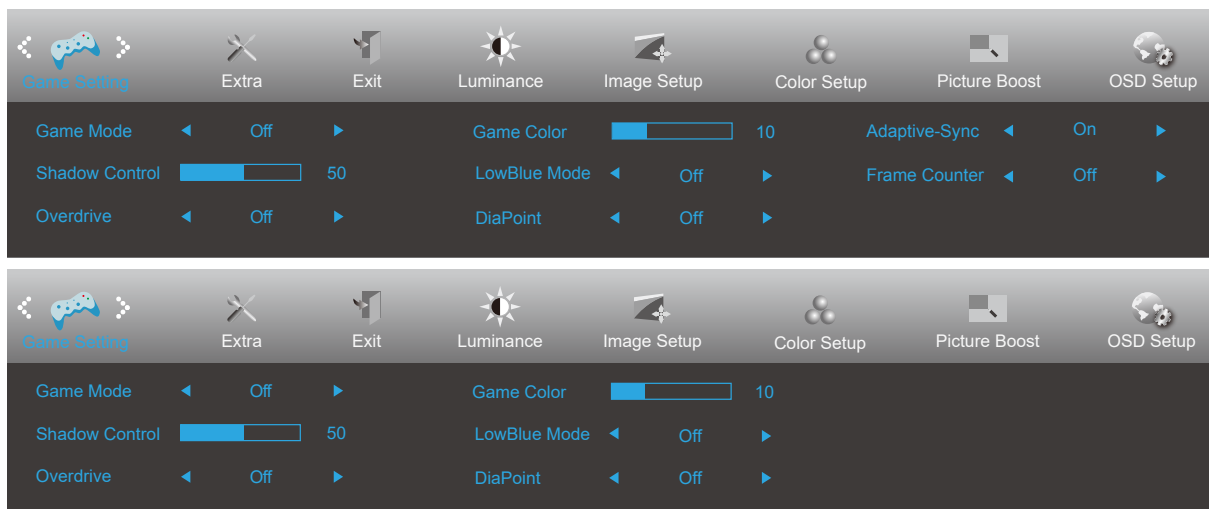 Game Setting Extra Exit Luminance Image Setup Color Setup Picture Boost OSD Setup
Game Mode Off Game Color 10 Adaptive-Sync On
Shadow Control 50 LowBlue Mode Off Frame Counter Off
Overdrive Off DiaPoint Off
Game Setting Extra Exit Luminance Image Setup Color Setup Picture Boost OSD Setup
Game Mode Off Game Color 10
Shadow Control 50 LowBlue Mode Off
Overdrive Off DiaPoint Off